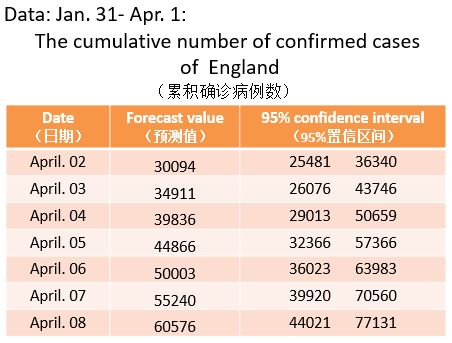 Data: Jan. 31- Apr. 1:
The cumulative number of confirmed cases
of England
（累积确诊病例数）
Date Forecast value 95% confidence interval
（日期） （预测值） （95%置信区间）
April. 02 30094 25481 36340
April. 03 34911 26076 43746
April. 04 39836 29013 50659
April. 05 44866 32366 57366
April. 06 50003 36023 63983
April. 07 55240 39920 70560
April. 08 60576 44021 77131